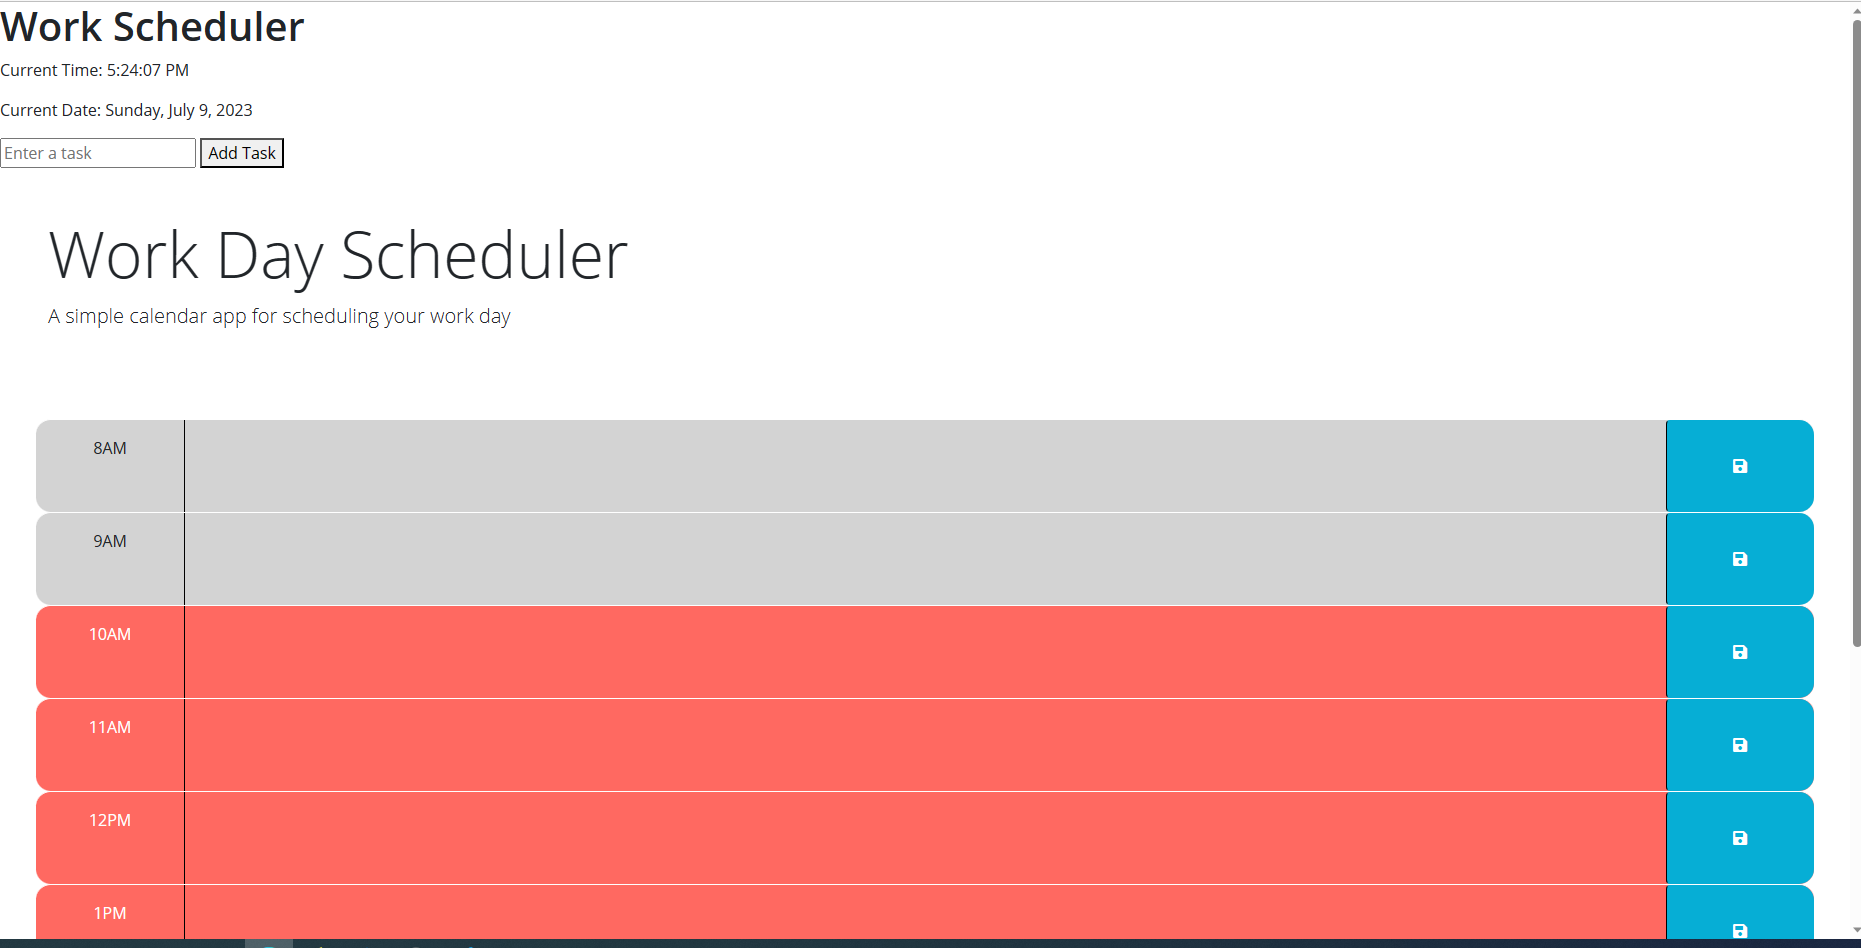 Work Scheduler
Current Time: 5:24:07 PM
Current Date: Sunday, July 9, 2023
Enter a task Add Task
Work Day Scheduler
A simple calendar app for scheduling your work day
8AM
9AM
10AM
11AM
12PM
1PM